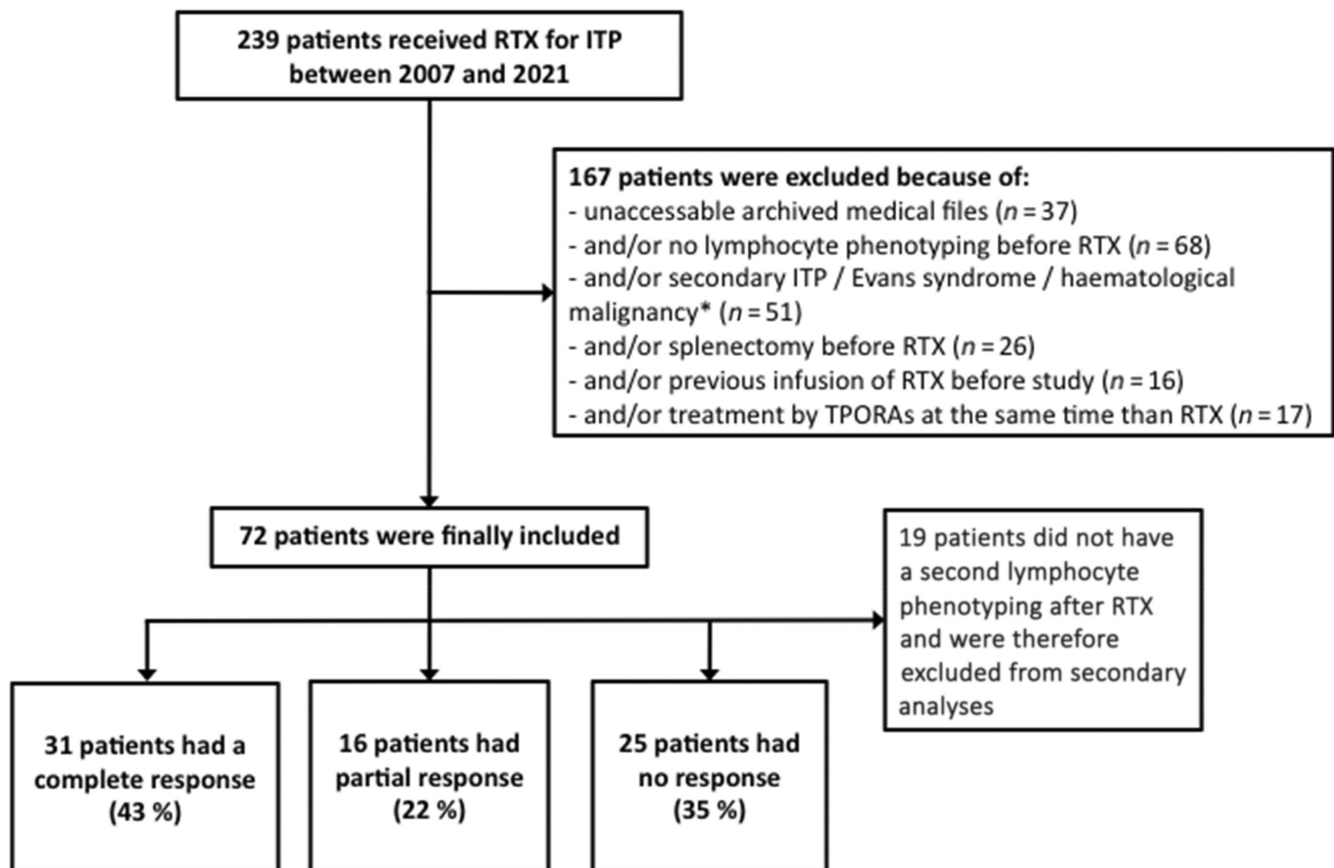 239 patients received RTX for ITP
between 2007 and 2021
167 patients were excluded because of:
- unaccessable archived medical files (n = 37)
- and/or no lymphocyte phenotyping before RTX (n = 68)
- and/or secondary ITP / Evans syndrome / haematological
malignancy* (n = 51)
- and/or splenectomy before RTX (n = 26)
- and/or previous infusion of RTX before study (n = 16)
- and/or treatment by TPORAs at the same time than RTX (n = 17)
72 patients were finally included
19 patients did not have
a second lymphocyte
phenotyping after RTX
and were therefore
excluded from secondary
analyses
31 patients had a
complete response
(43 %)
16 patients had
partial response
(22 %)
25 patients had
no response
(35 %)